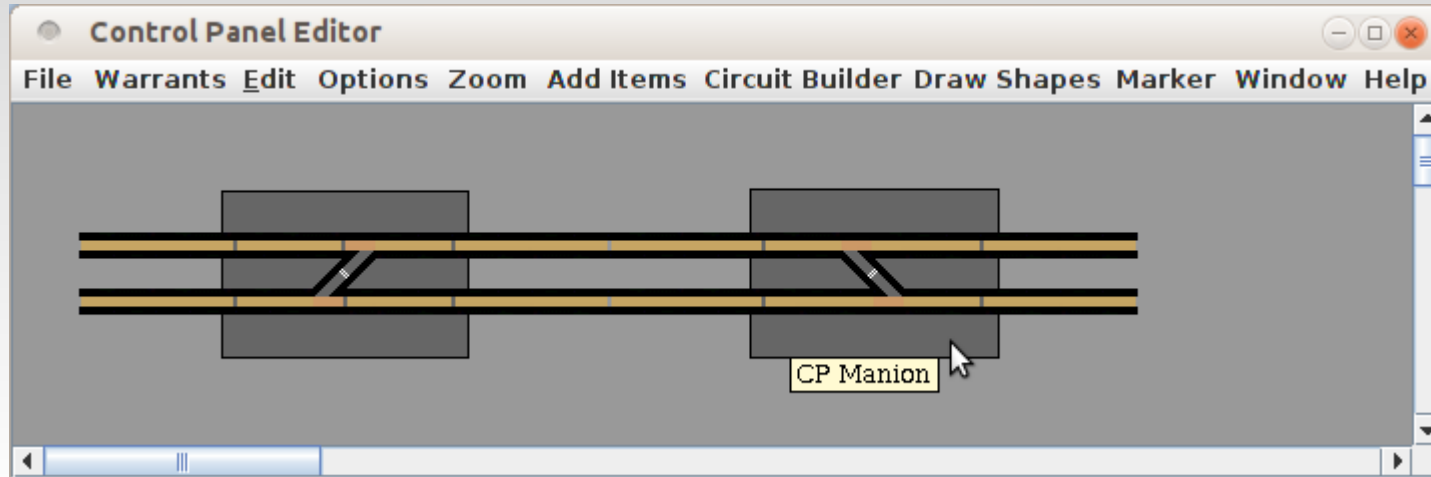 Control Panel Editor
File Warrants Edit Options Zoom Add Items Circuit Builder Draw Shapes Marker Window Help
CP Manion